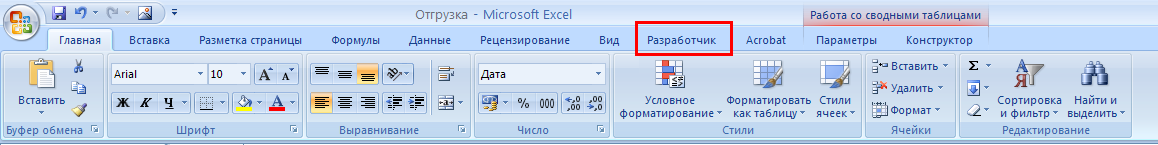 Отгрузка - Microsoft Excel
Работа со сводными таблицами
Главная Вставка Разметка страницы Формулы Данные Рецензирование Вид Разработчик Acrobat Параметры Конструктор
Вставить
Буфер обмена
Arial 10
Ж К Ч
Шрифт
Выравнивание
Дата
% 000
Число
Условное форматирование
Форматировать как таблицу
Стили ячеек
Стили
Вставить
Удалить
Формат
Ячейки
Сортировка и фильтр
Найти и выделить
Редактирование